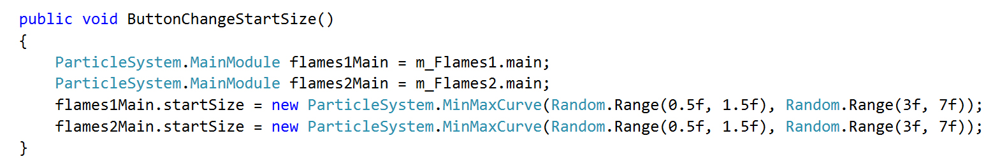 public void ButtonChangeStartSize()
{
    ParticleSystem.MainModule flames1Main = m_Flames1.main;
    ParticleSystem.MainModule flames2Main = m_Flames2.main;
    flames1Main.startSize = new ParticleSystem.MinMaxCurve(Random.Range(0.5f, 1.5f), Random.Range(3f, 7f));
    flames2Main.startSize = new ParticleSystem.MinMaxCurve(Random.Range(0.5f, 1.5f), Random.Range(3f, 7f));
}